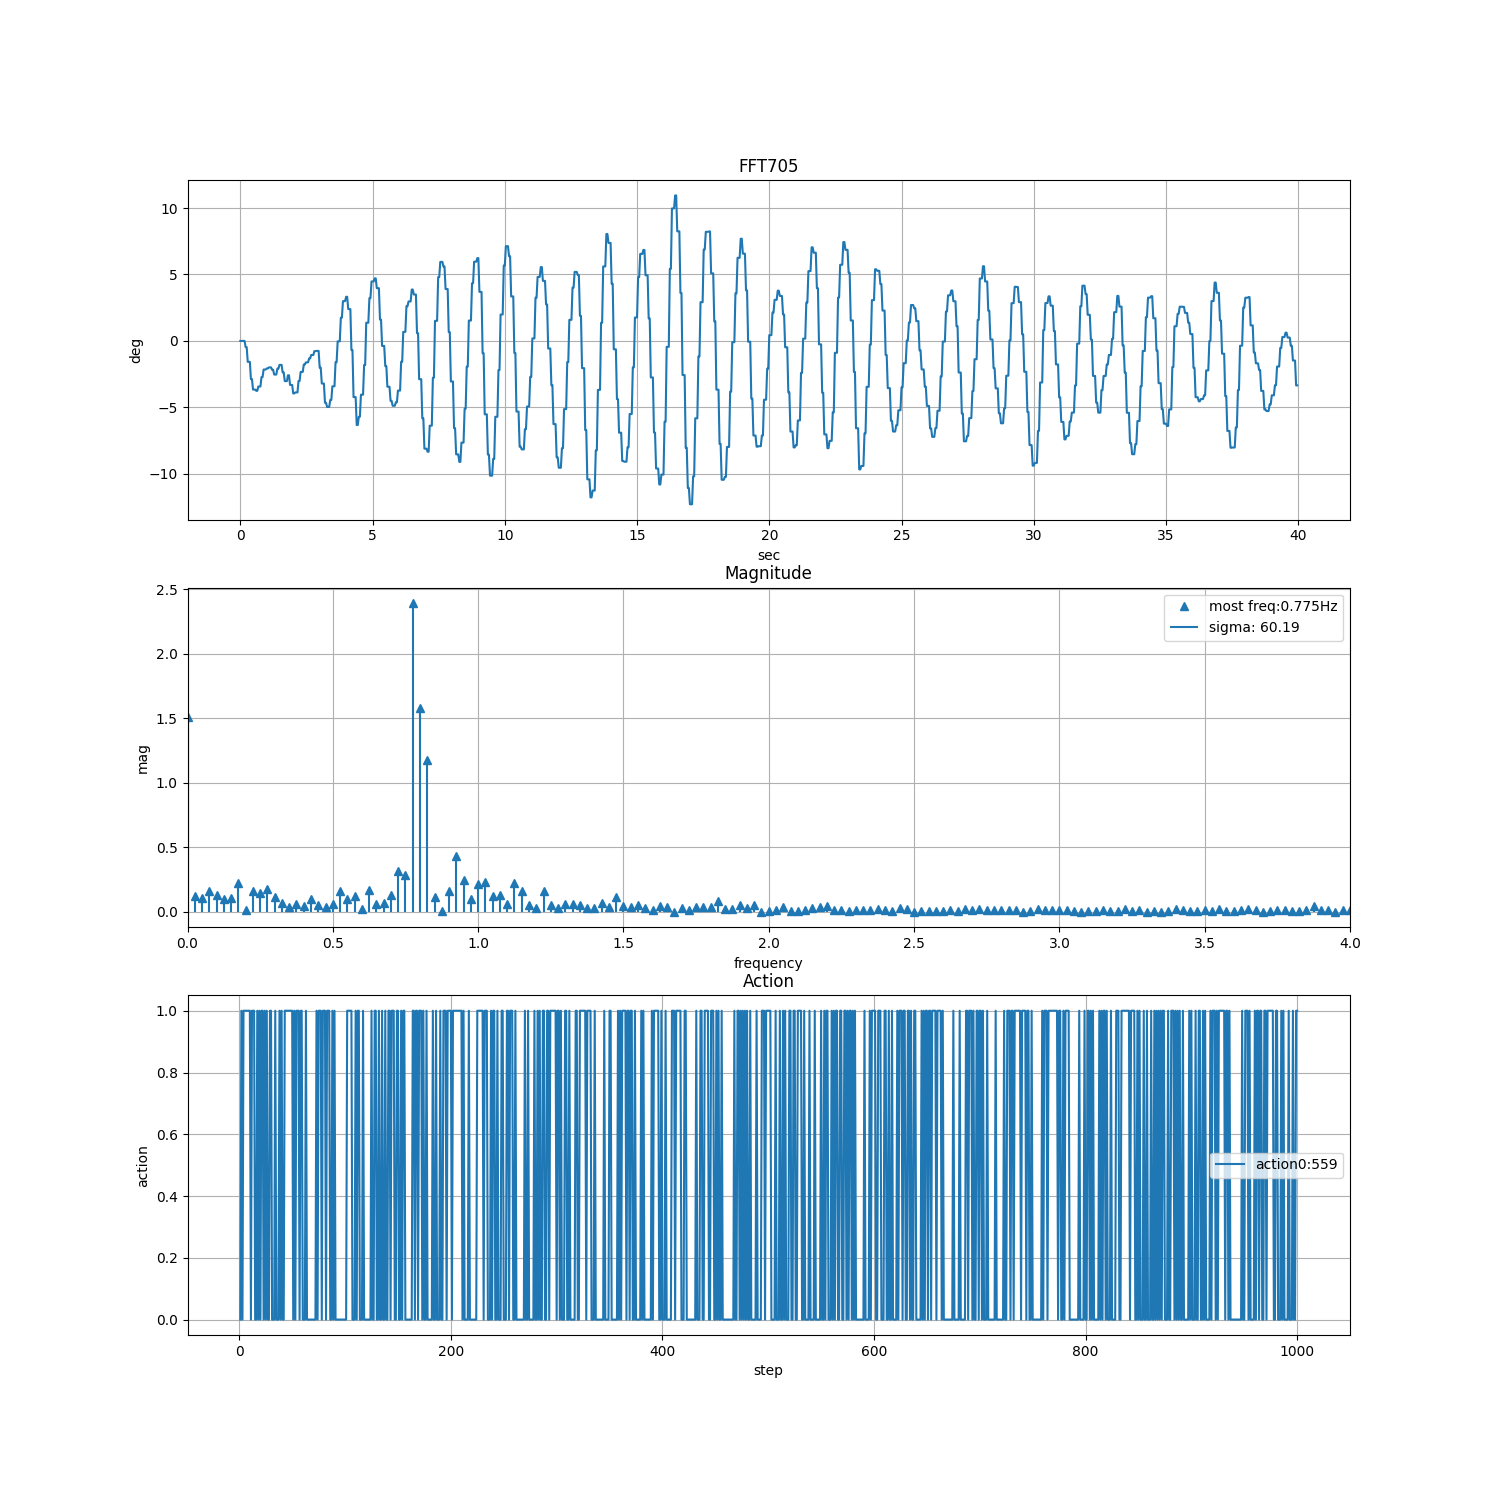 FFT705
10
5
0
−5
−10
deg
0 5 10 15 20 25 30 35 40
sec
Magnitude
2.5
2.0
1.5
1.0
0.5
0.0
mag
most freq:0.775Hz
sigma: 60.19
0.0 0.5 1.0 1.5 2.0 2.5 3.0 3.5 4.0
frequency
Action
1.0
0.8
0.6
0.4
0.2
0.0
action
action0:559
0 200 400 600 800 1000
step